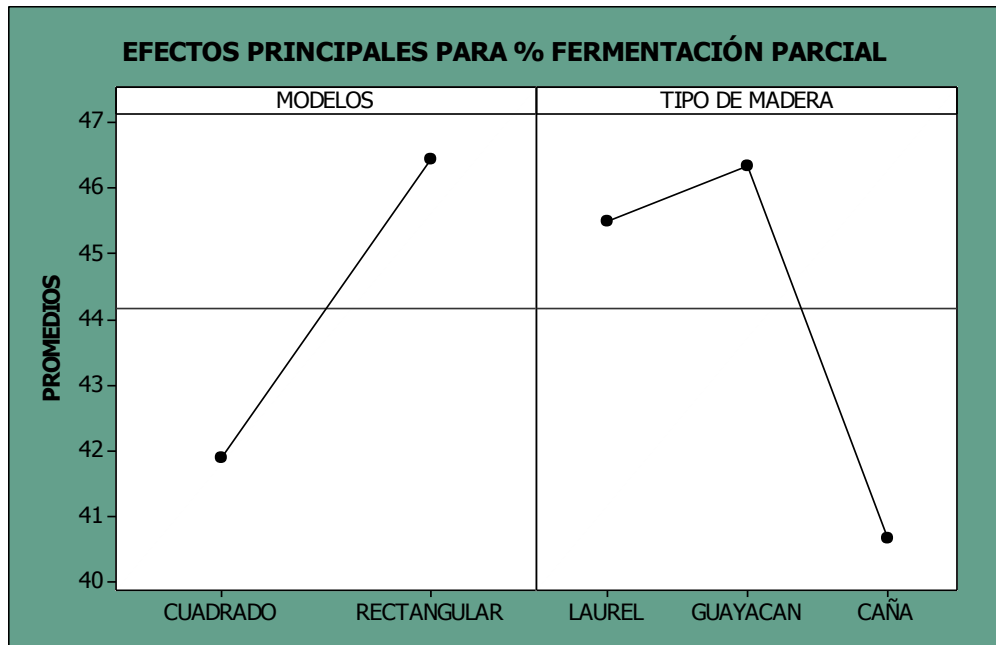 EFECTOS PRINCIPALES PARA % FERMENTACIÓN PARCIAL
MODELOS
TIPO DE MADERA
PROMEDIOS
47
46
45
44
43
42
41
40
CUADRADO
RECTANGULAR
LAUREL
GUAYACAN
CAÑA